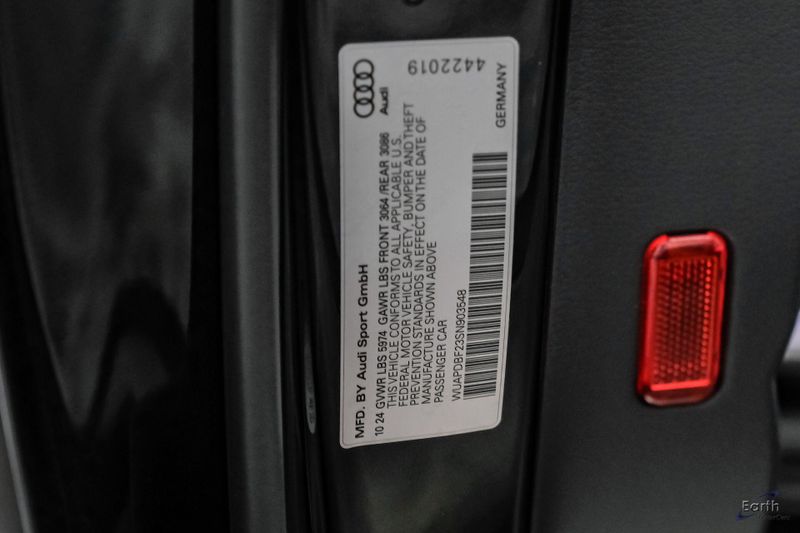 MFD. BY Audi Sport GmbH
Audi
10 24 GVWR LBS 5974 GAWR LBS FRONT 3064 /REAR 3086
THIS VEHICLE CONFORMS TO ALL APPLICABLE U.S.
FEDERAL MOTOR VEHICLE SAFETY, BUMPER AND THEFT
PREVENTION STANDARDS IN EFFECT ON THE DATE OF
MANUFACTURE SHOWN ABOVE
PASSENGER CAR
4422019
WUAPDBF23SN903548
GERMANY
Earth